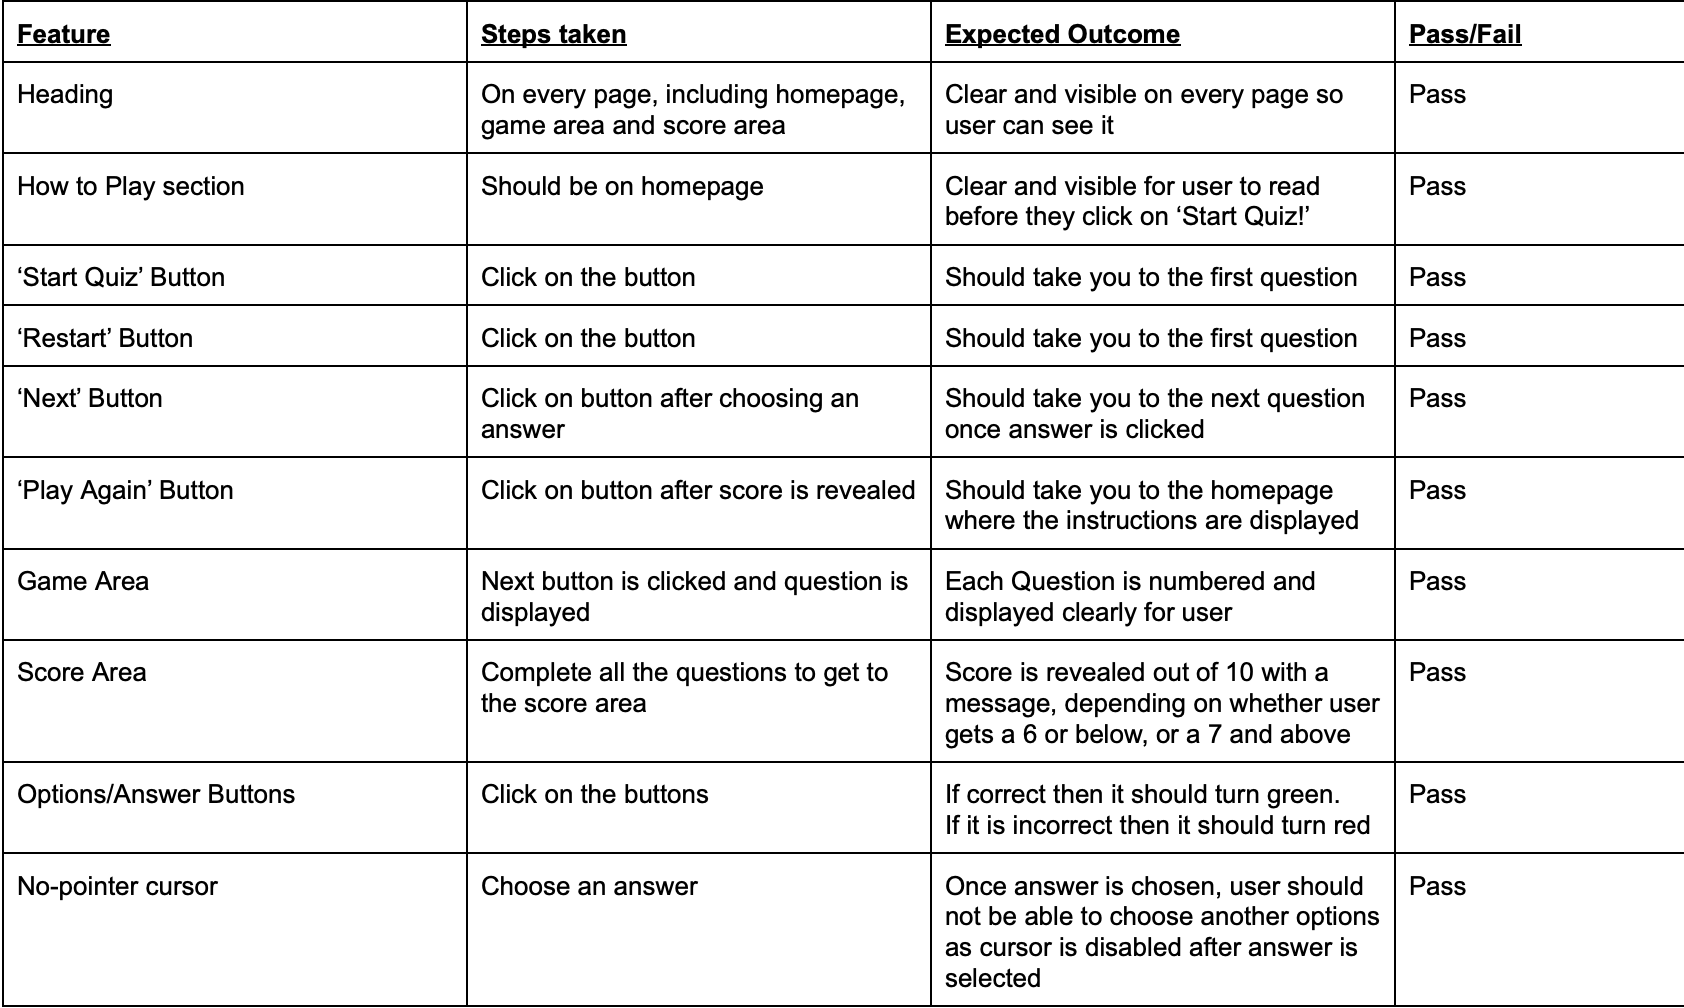 Feature
Steps taken
Expected Outcome
Pass/Fail
Heading
On every page, including homepage,
game area and score area
Clear and visible on every page so
user can see it
Pass
How to Play section
Should be on homepage
Clear and visible for user to read
before they click on ‘Start Quiz!’
Pass
‘Start Quiz’ Button
Click on the button
Should take you to the first question
Pass
‘Restart’ Button
Click on the button
Should take you to the first question
Pass
‘Next’ Button
Click on button after choosing an
answer
Should take you to the next question
once answer is clicked
Pass
‘Play Again’ Button
Click on button after score is revealed
Should take you to the homepage
where the instructions are displayed
Pass
Game Area
Next button is clicked and question is
displayed
Each Question is numbered and
displayed clearly for user
Pass
Score Area
Complete all the questions to get to
the score area
Score is revealed out of 10 with a
message, depending on whether user
gets a 6 or below, or a 7 and above
Pass
Options/Answer Buttons
Click on the buttons
If correct then it should turn green.
If it is incorrect then it should turn red
Pass
No-pointer cursor
Choose an answer
Once answer is chosen, user should
not be able to choose another options
as cursor is disabled after answer is
selected
Pass